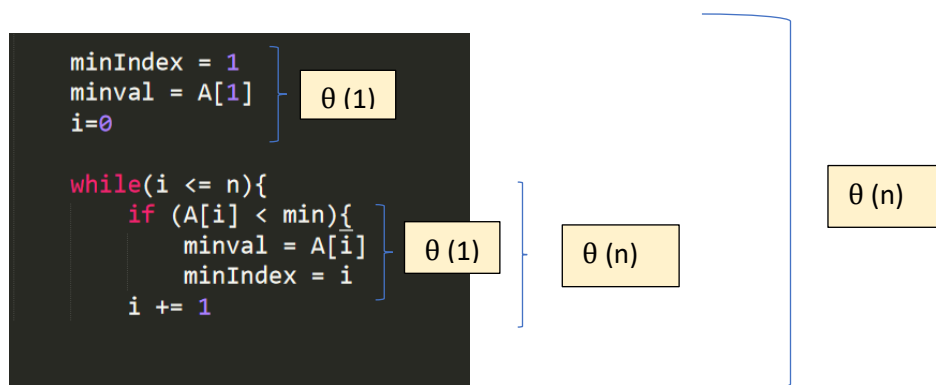 minIndex = 1
minval = A[1]
i=0
θ (1)
while(i <= n){
if (A[i] < min){
minval = A[i]
minIndex = i
i += 1
θ (1)
θ (n)
θ (n)